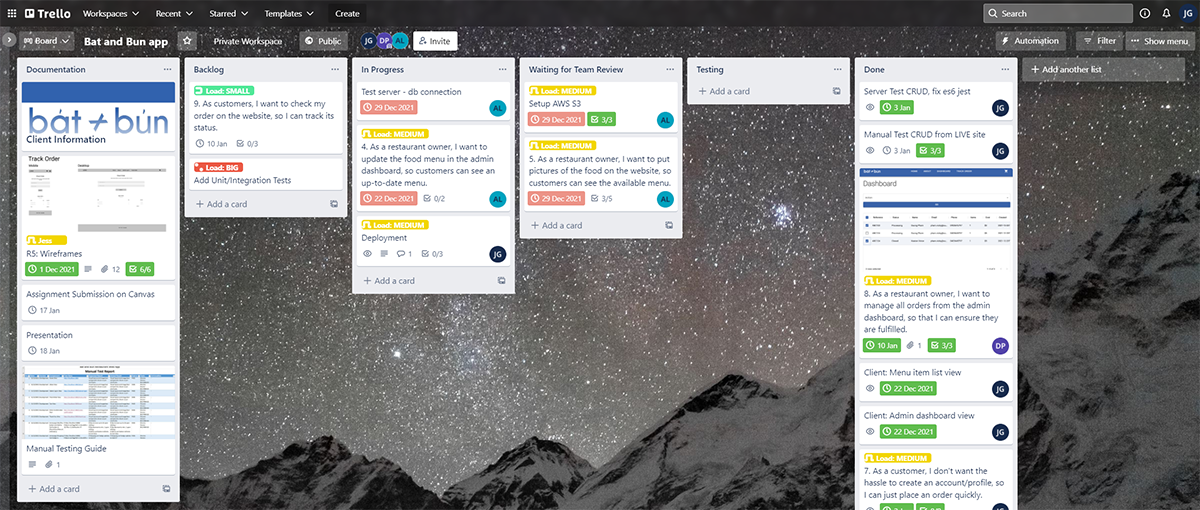 Trello
Workspaces
Recent
Starred
Templates
Create
Search
JG
Board
Bat and Bun app
Private Workspace
Public
JG
DP
AL
Invite
Automation
Filter
Show menu
Documentation
bát ≠ bún
Client Information
Track Order
Jess
R5: Wireframes
1 Dec 2021
12
6/6
Assignment Submission on Canvas
17 Jan
Presentation
18 Jan
Manual Test Report
Manual Testing Guide
1
+ Add a card
Backlog
Load: SMALL
9. As customers, I want to check my
order on the website, so I can track its
status.
10 Jan
0/3
Load: BIG
Add Unit/Integration Tests
+ Add a card
In Progress
Test server - db connection
29 Dec 2021
AL
Load: MEDIUM
4. As a restaurant owner, I want to
update the food menu in the admin
dashboard, so customers can see an
up-to-date menu.
22 Dec 2021
0/2
AL
Load: MEDIUM
Deployment
1
0/3
JG
+ Add a card
Waiting for Team Review
Load: MEDIUM
Setup AWS S3
29 Dec 2021
3/3
AL
Load: MEDIUM
5. As a restaurant owner, I want to put
pictures of the food on the website, so
customers can see the available menu.
29 Dec 2021
3/5
AL
+ Add a card
Testing
+ Add a card
Done
Server Test CRUD, fix es6 jest
3 Jan
JG
Manual Test CRUD from LIVE site
3 Jan
3/3
JG
Dashboard
Load: MEDIUM
8. As a restaurant owner, I want to
manage all orders from the admin
dashboard, so that I can ensure they
are fulfilled.
10 Jan
1
3/3
DP
Client: Menu item list view
22 Dec 2021
JG
Client: Admin dashboard view
22 Dec 2021
JG
Load: MEDIUM
7. As a customer, I don't want the
hassle to create an account/profile, so
I can just place an order quickly.
+ Add another list